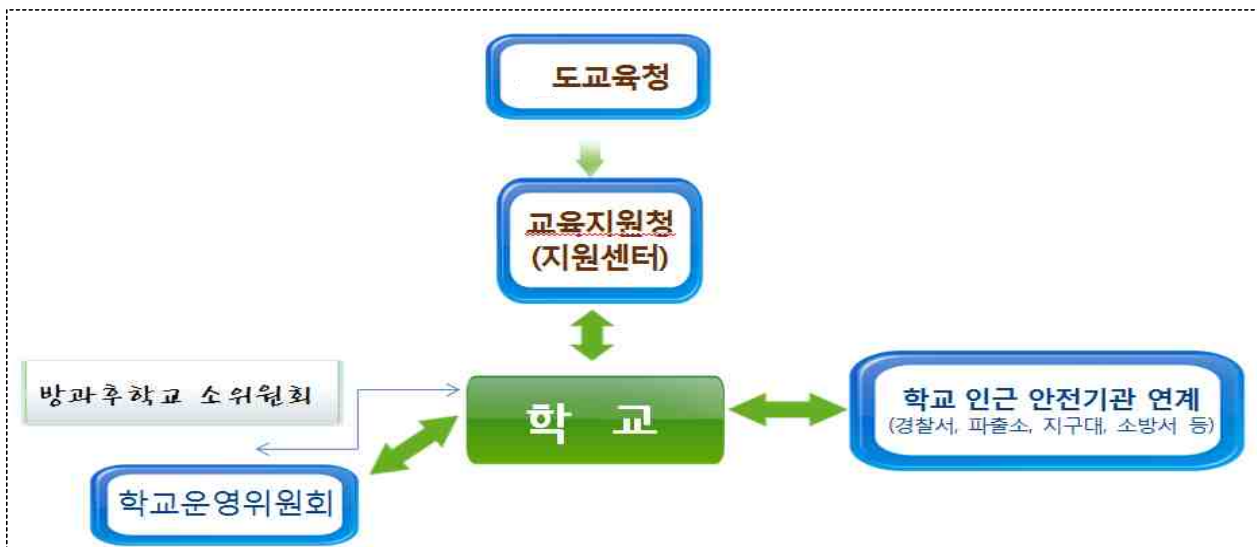 도교육청
교육지원청
(지원센터)
방과후학교 소위원회
학 교
학교 인근 안전기관 연계
(경찰서, 파출소, 지구대, 소방서 등)
학교운영위원회